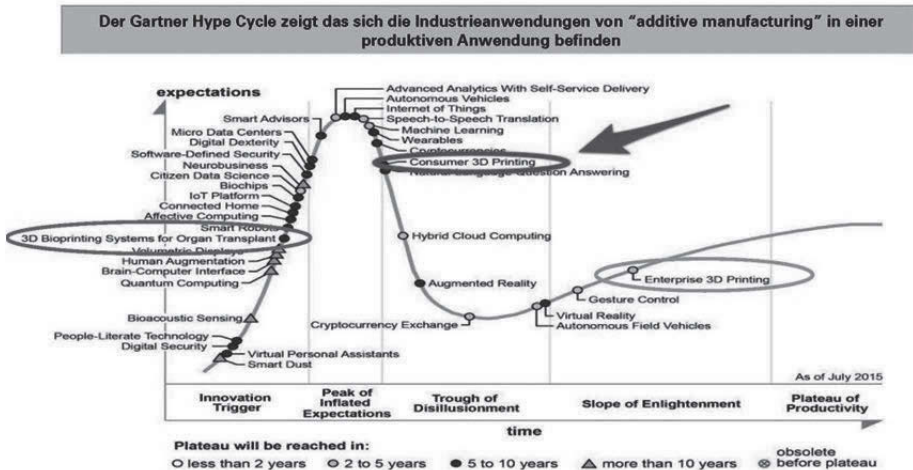 Der Gartner Hype Cycle zeigt das sich die Industrieanwendungen von “additive manufacturing” in einer
produktiven Anwendung befinden
expectations
Advanced Analytics With Self-Service Delivery
Autonomous Vehicles
Internet of Things
Smart Advisors
Speech-to-Speech Translation
Micro Data Centers
Machine Learning
Digital Dexterity
Wearables
Software-Defined Security
Cryptocurrencies
Neurobusiness
Consumer 3D Printing
Citizen Data Science
Natural-Language Question Answering
Biochips
IoT Platform
Connected Home
Affective Computing
Smart Robots
3D Bioprinting Systems for Organ Transplant
Hybrid Cloud Computing
Volumetric Displays
Human Augmentation
Brain-Computer Interface
Enterprise 3D Printing
Quantum Computing
Augmented Reality
Gesture Control
Bioacoustic Sensing
Virtual Reality
Cryptocurrency Exchange
Autonomous Field Vehicles
People-Literate Technology
Digital Security
Virtual Personal Assistants
Smart Dust
As of July 2015
Innovation
Trigger
Peak of
Inflated
Expectations
Trough of
Disillusionment
Slope of Enlightenment
Plateau of
Productivity
time
Plateau will be reached in:
less than 2 years
2 to 5 years
5 to 10 years
more than 10 years
obsolete
before plateau